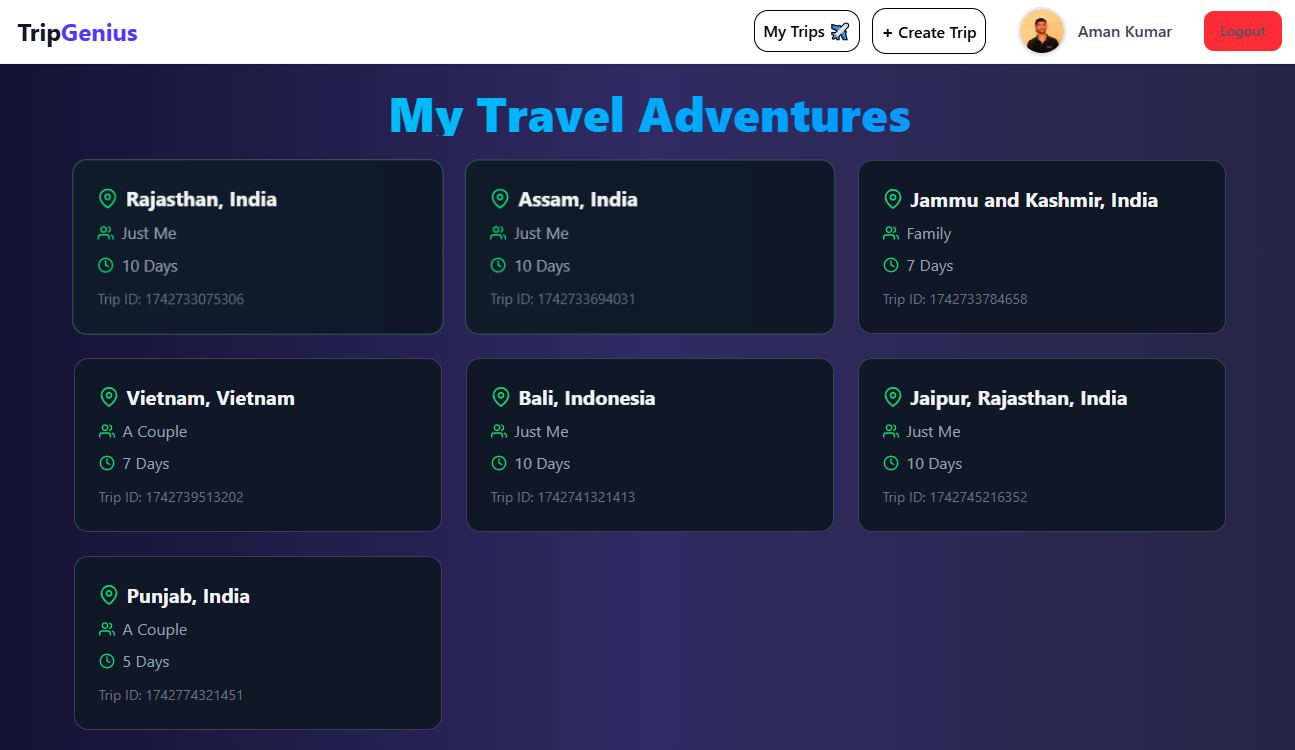 TripGenius
My Trips ✈️
+ Create Trip
Aman Kumar
Logout
My Travel Adventures
Rajasthan, India
Just Me
10 Days
Trip ID: 1742733075306
Assam, India
Just Me
10 Days
Trip ID: 1742733694031
Jammu and Kashmir, India
Family
7 Days
Trip ID: 1742733784658
Vietnam, Vietnam
A Couple
7 Days
Trip ID: 1742739513202
Bali, Indonesia
Just Me
10 Days
Trip ID: 1742741321413
Jaipur, Rajasthan, India
Just Me
10 Days
Trip ID: 1742745216352
Punjab, India
A Couple
5 Days
Trip ID: 1742774321451